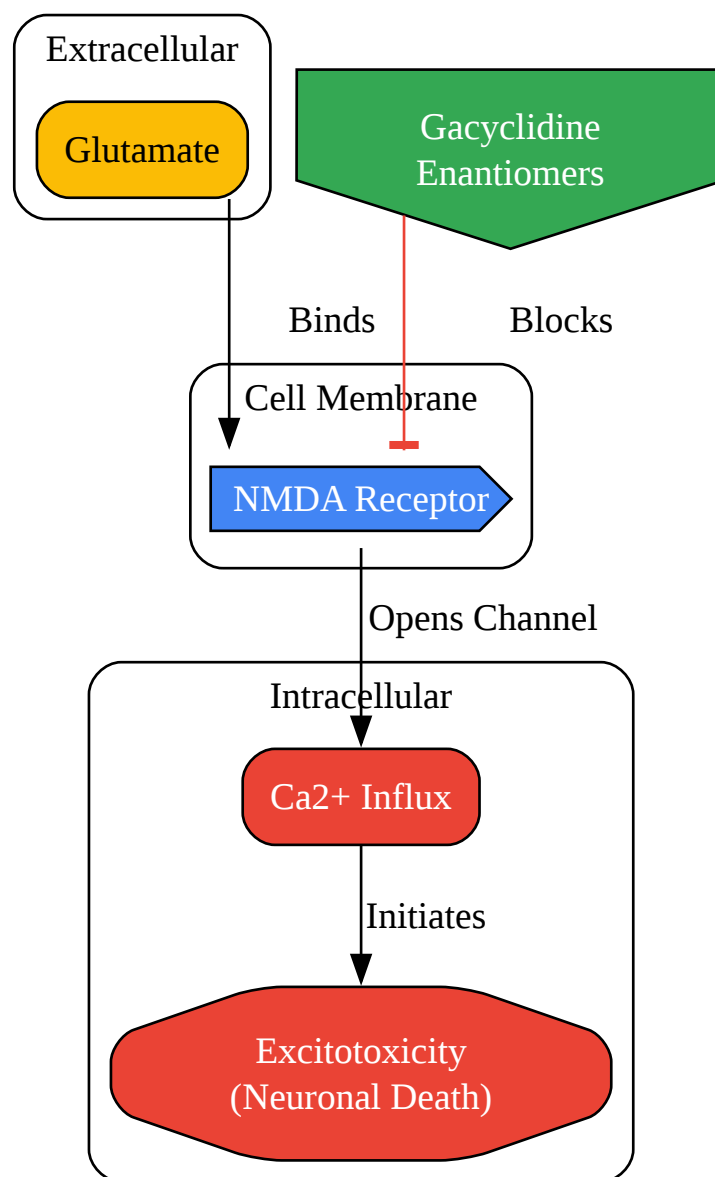 Extracellular
Glutamate
Gacyclidine
Enantiomers
Binds
Blocks
Cell Membrane
NMDA Receptor
Opens Channel
Intracellular
Ca2+ Influx
Initiates
Excitotoxicity
(Neuronal Death)